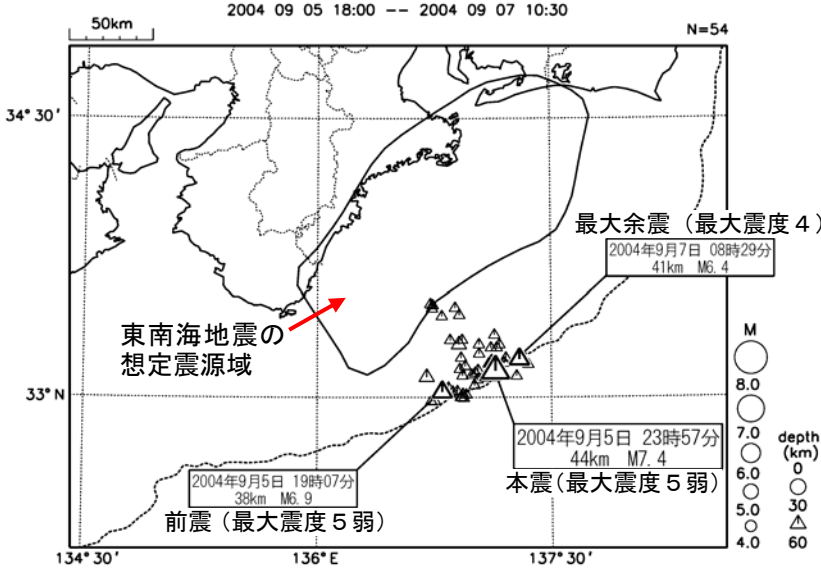 2004 09 05 18:00 -- 2004 09 07 10:30
50km
N=54
34°30′
最大余震（最大震度４）
2004年9月7日 08時29分
41km M6.4
東南海地震の
想定震源域
33°N
2004年9月5日 23時57分
44km M7.4
本震(最大震度５弱)
2004年9月5日 19時07分
38km M6.9
前震（最大震度５弱）
M
8.0
7.0
6.0
5.0
4.0
depth
(km)
0
30
60
134°30′
136°E
137°30′